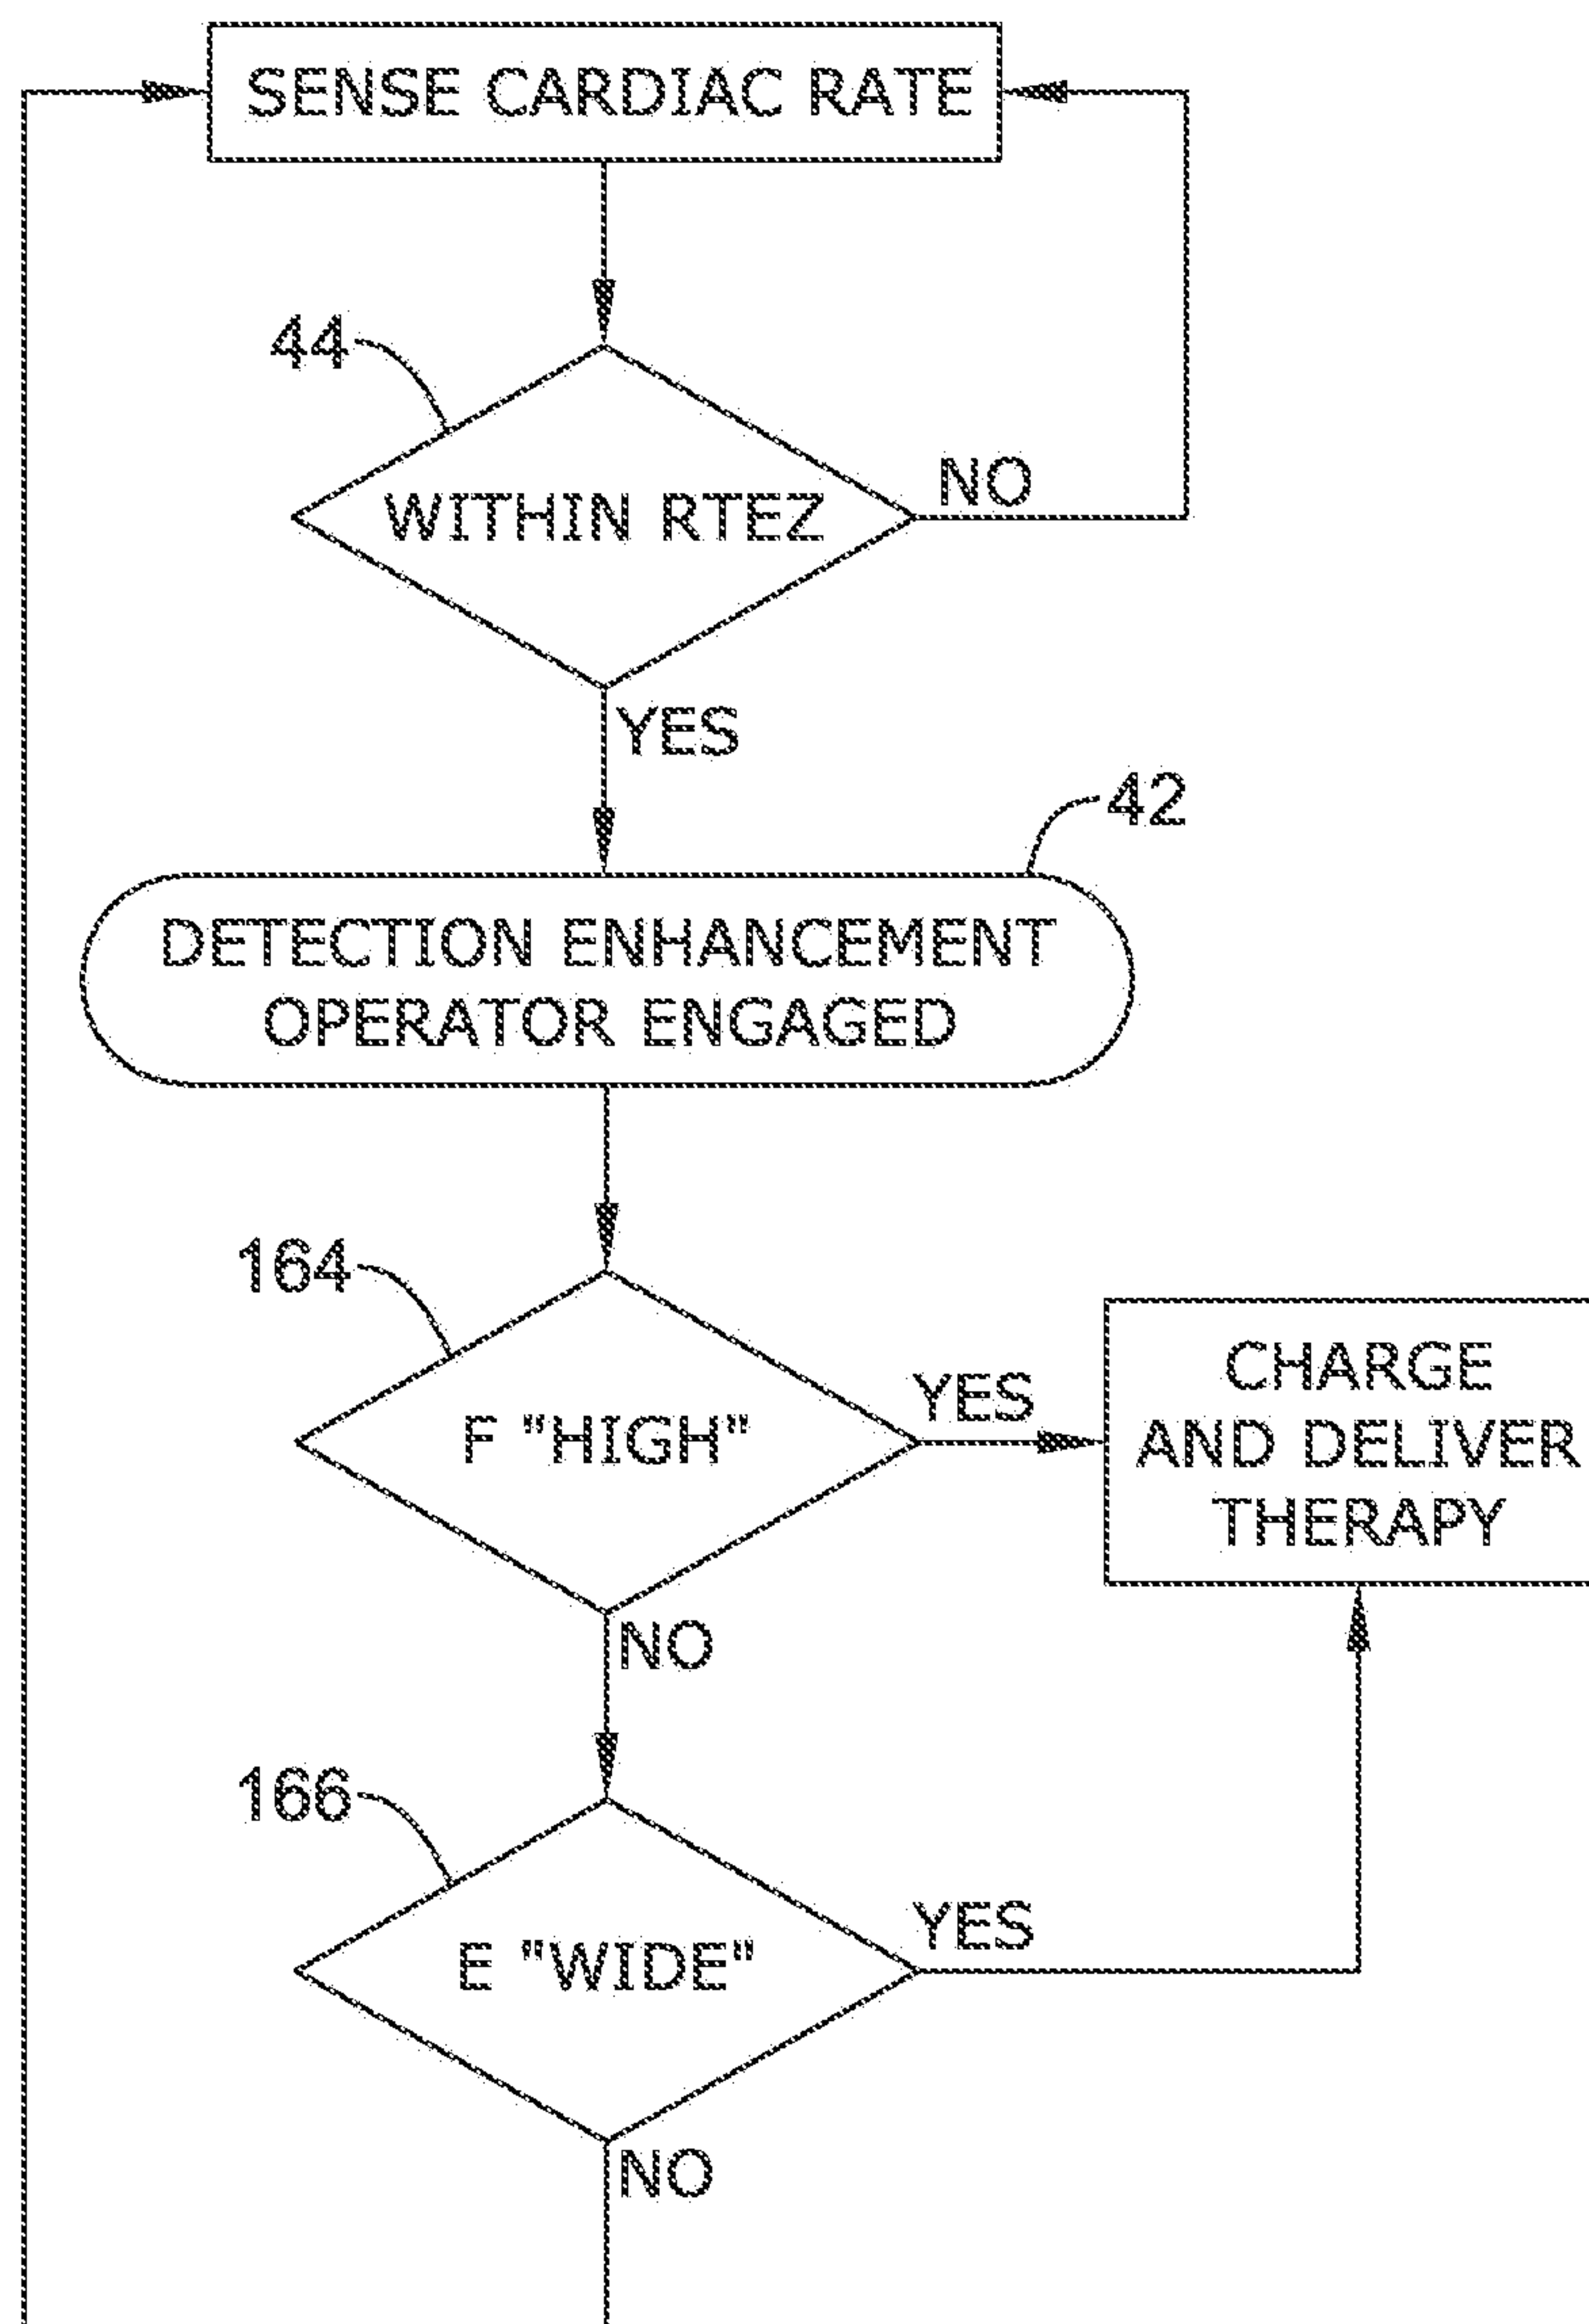 SENSE CARDIAC RATE
44
WITHIN RTEZ
NO
YES
42
DETECTION ENHANCEMENT
OPERATOR ENGAGED
164
F "HIGH"
YES
CHARGE
AND DELIVER
THERAPY
NO
166
E "WIDE"
YES
NO